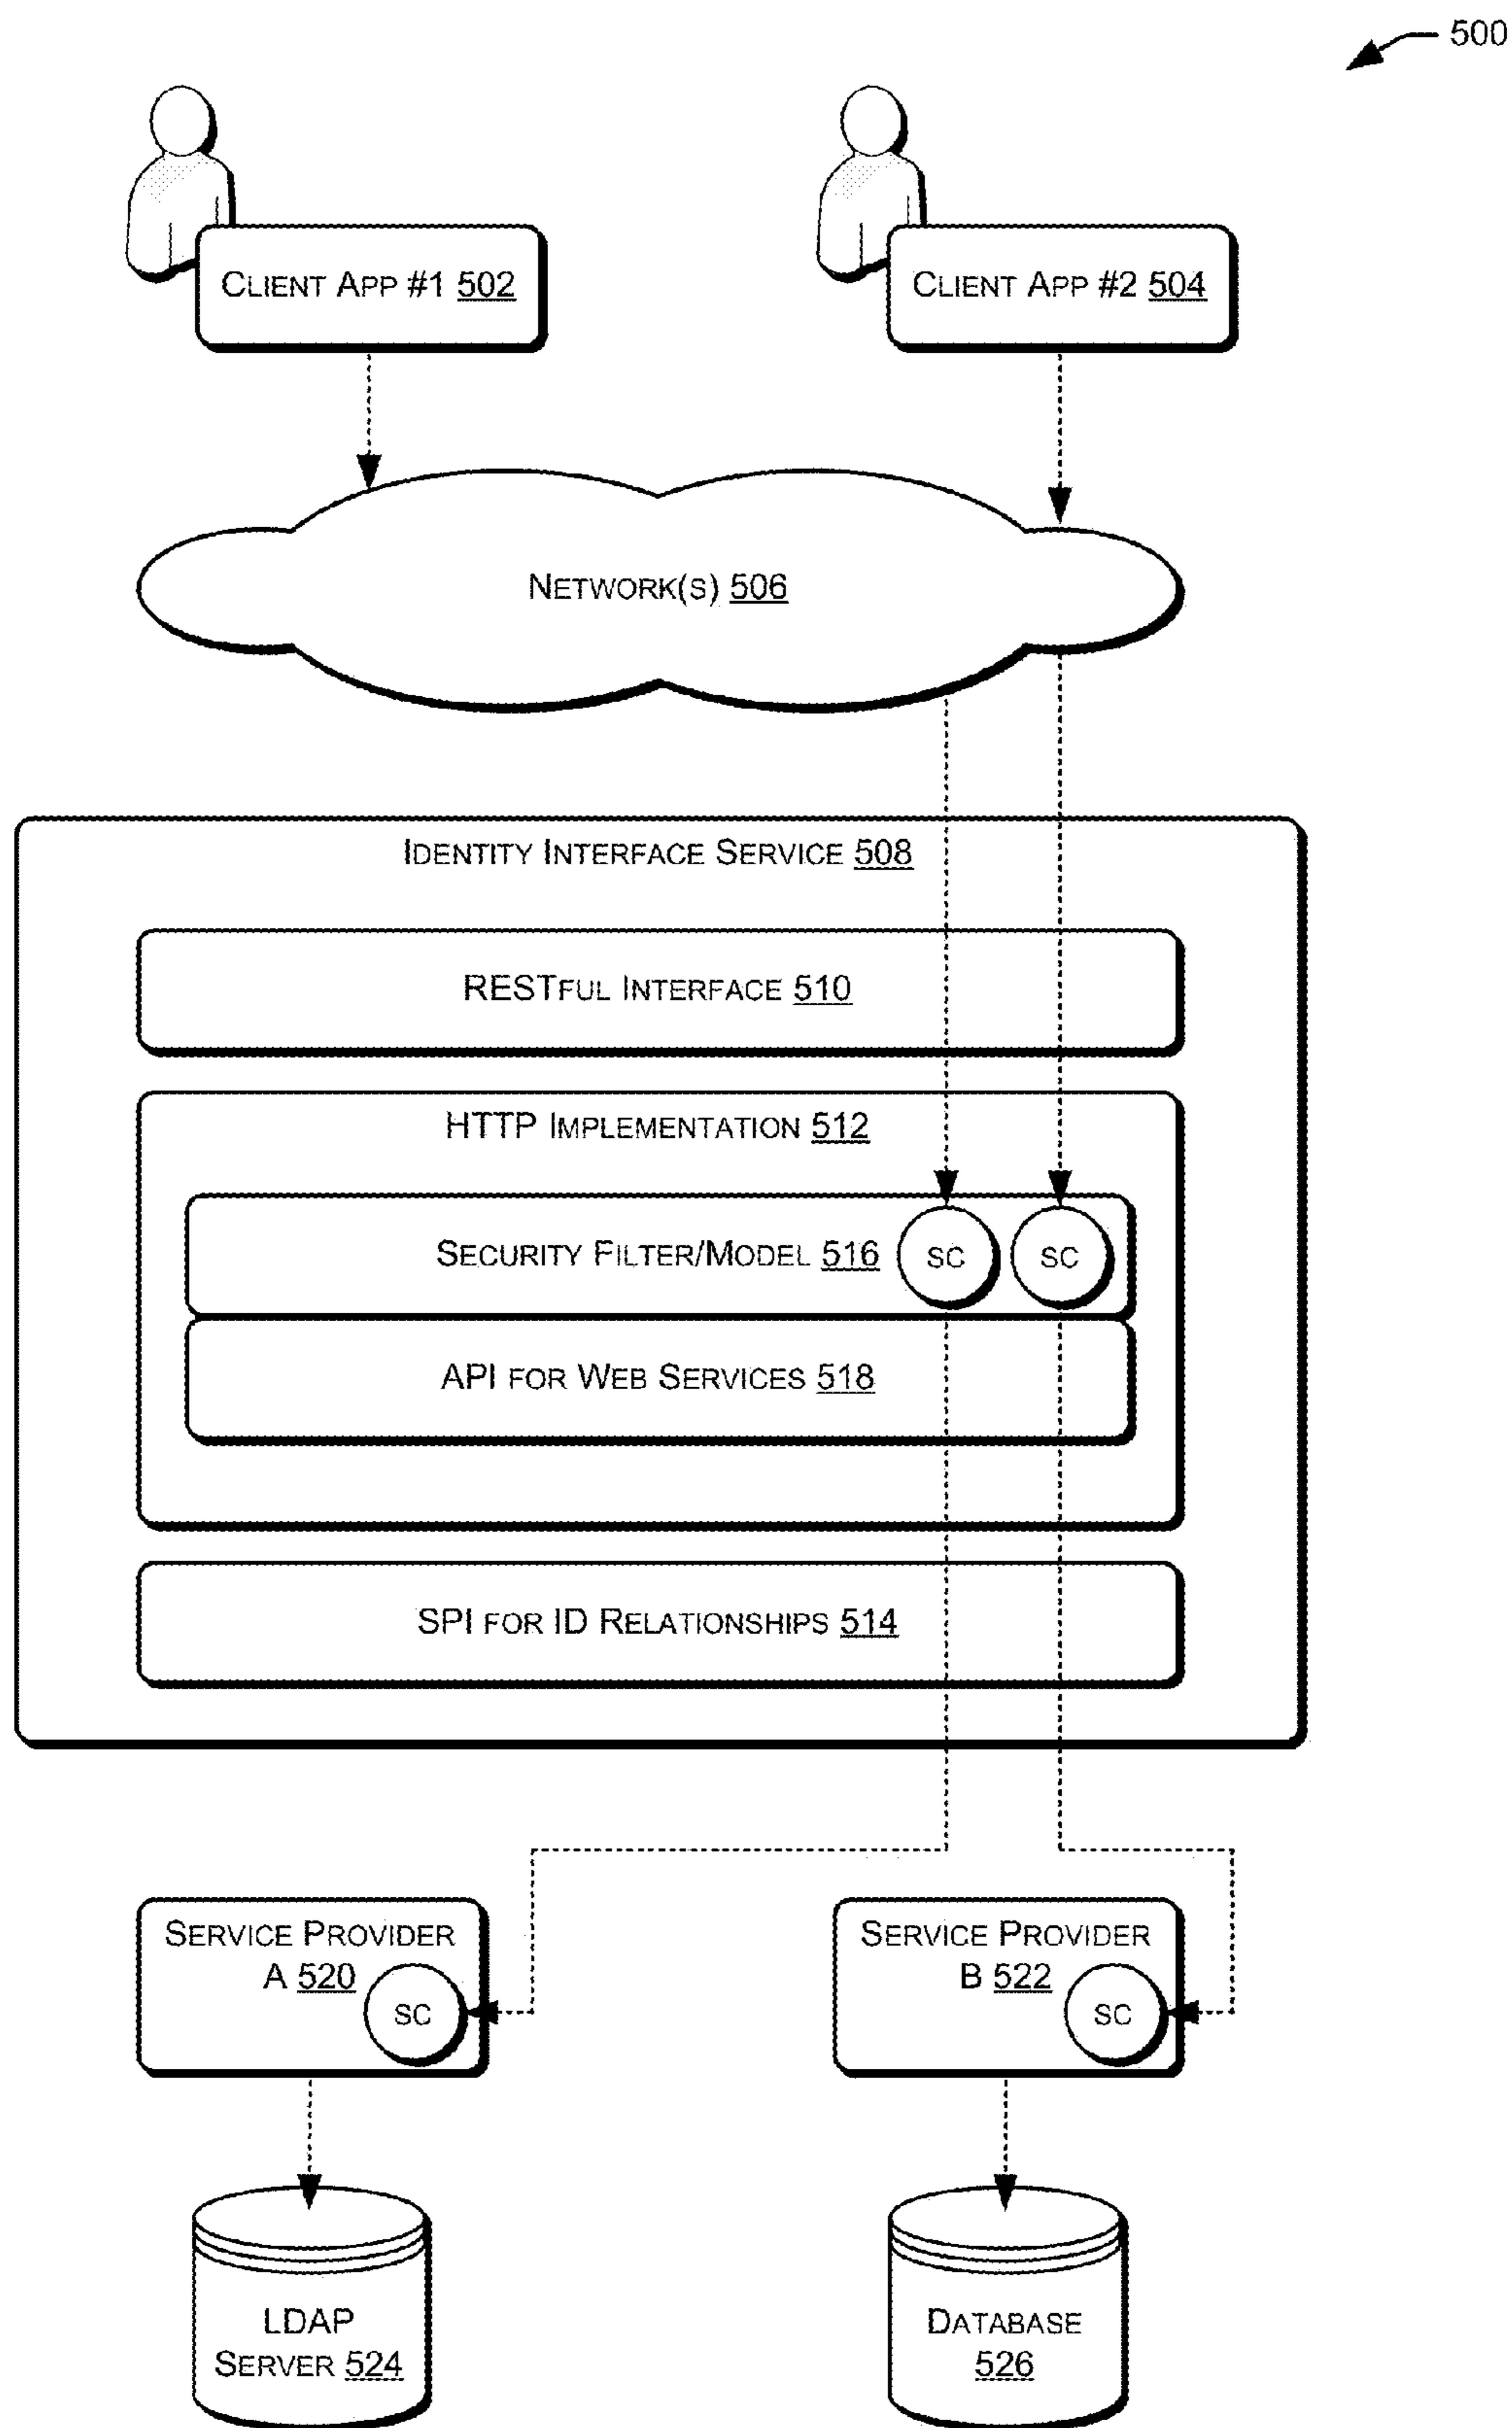 500
CLIENT APP #1 502
CLIENT APP #2 504
NETWORK(S) 506
IDENTITY INTERFACE SERVICE 508
RESTFUL INTERFACE 510
HTTP IMPLEMENTATION 512
SECURITY FILTER/MODEL 516
SC
SC
API FOR WEB SERVICES 518
SPI FOR ID RELATIONSHIPS 514
SERVICE PROVIDER
A 520
SC
SERVICE PROVIDER
B 522
SC
LDAP
SERVER 524
DATABASE
526